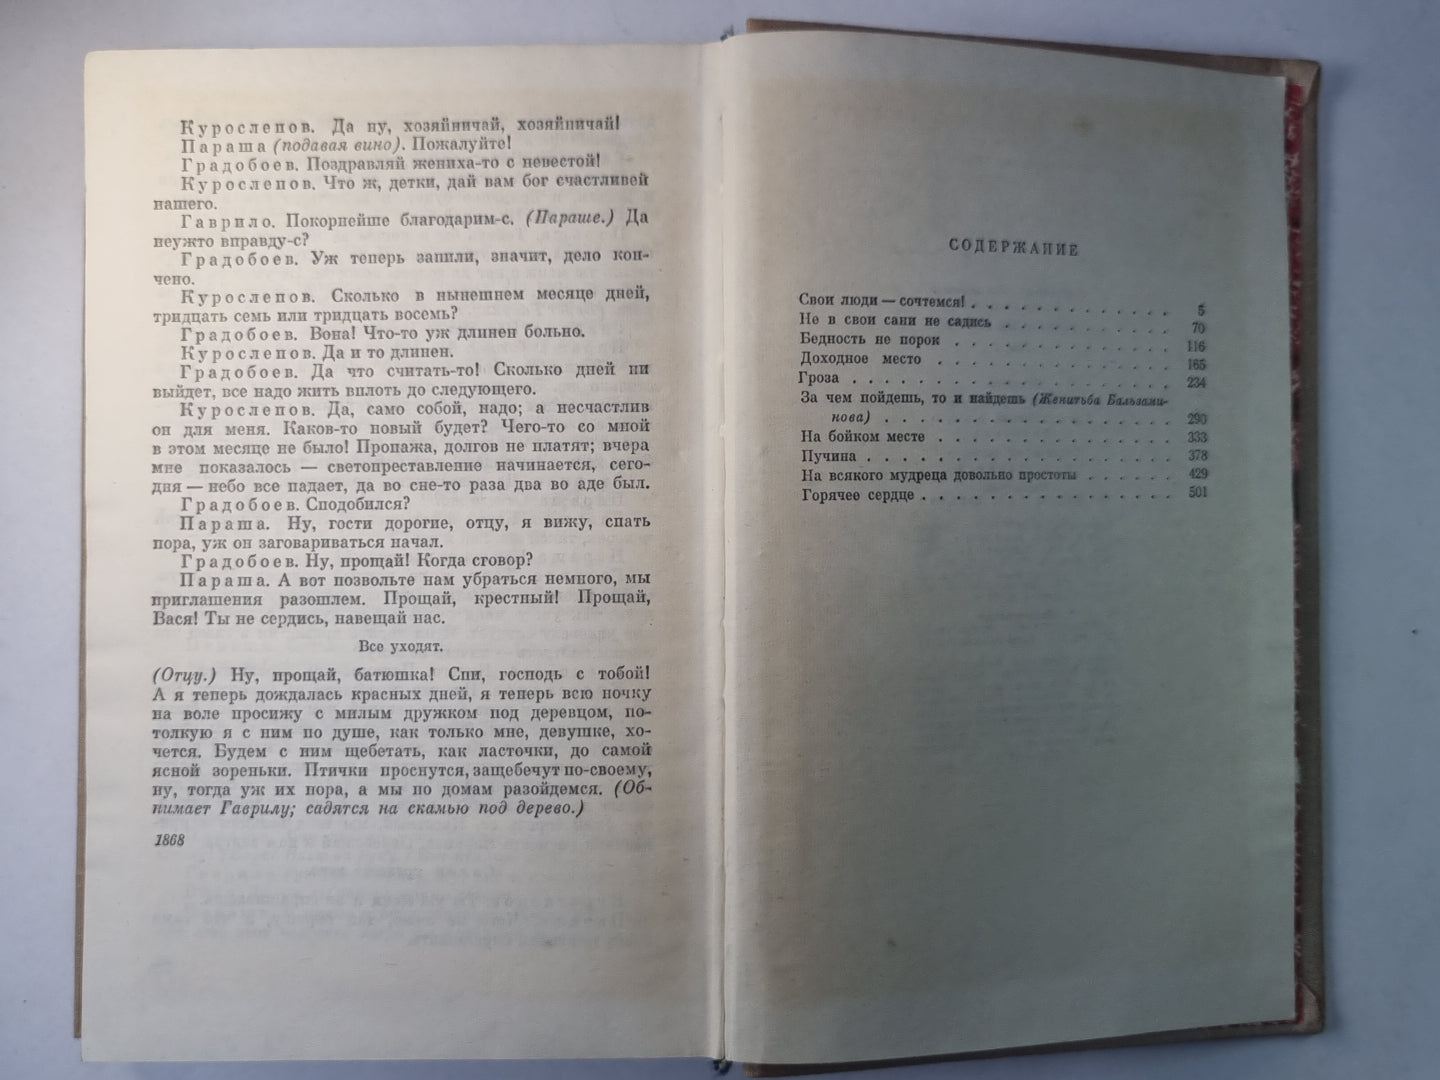 Курослепов. Да ну, хозяйничай, хозяйничай!
Параша (подавая вино). Пожалуйте!
Градобоев. Поздравляй жениха-то с невестой!
Курослепов. Что ж, детки, дай вам бог счастливей
нашего.
Гаврило. Покорнейше благодарим-с. (Параше.) Да
неужто вправду-с?
Градобоев. Уж теперь запили, значит, дело кон-
чено.
Курослепов. Сколько в нынешнем месяце дней,
тридцать семь или тридцать восемь?
Градобоев. Вона! Что-то уж длинен больно.
Курослепов. Да и то длинен.
Градобоев. Да что считать-то! Сколько дней ни
выйдет, все надо жить вплоть до следующего.
Курослепов. Да, само собой, надо; а несчастлив
он для меня. Каков-то новый будет? Чего-то со мной
в этом месяце не было! Пропажа, долгов не платят; вчера
мне показалось — светопреставление начинается, сего-
дня — небо все падает, да во сне-то раза два во аде был.
Градобоев. Сподобился?
Параша. Ну, гости дорогие, отцу, я вижу, спать
пора, уж он заговариваться начал.
Градобоев. Ну, прощай! Когда сговор?
Параша. А вот позвольте нам убраться немного, мы
приглашения разошлем. Прощай, крестный! Прощай,
Вася! Ты не сердись, навещай нас.
Все уходят.
(Отцу.) Ну, прощай, батюшка! Спи, господь с тобой!
А я теперь дождалась красных дней, я теперь всю ночку
на воле просижу с милым дружком под деревцом, по-
толкую я с ним по душе, как только мне, девушке, хо-
чется. Будем с ним щебетать, как ласточки, до самой
ясной зореньки. Птички проснутся, защебечут по-своему,
ну, тогда уж их пора, а мы по домам разойдемся. (Об-
нимает Гаврилу; садятся на скамью под дерево.)
1868
СОДЕРЖАНИЕ
Свои люди — сочтемся! . . . . . . . . . . . . 5
Не в свои сани не садись . . . . . . . . . . 70
Бедность не порок . . . . . . . . . . . . . 116
Доходное место . . . . . . . . . . . . . . 165
Гроза . . . . . . . . . . . . . . . . . . 234
За чем пойдешь, то и найдешь (Женитьба Бальзами-
нова) . . . . . . . . . . . . . . . . . . 290
На бойком месте . . . . . . . . . . . . . . 333
Пучина . . . . . . . . . . . . . . . . . 378
На всякого мудреца довольно простоты . . . . . . 429
Горячее сердце . . . . . . . . . . . . . . 501